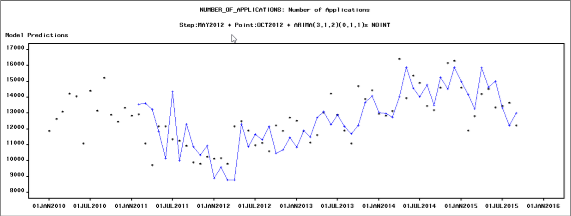 NUMBER_OF_APPLICATIONS: Number of Applications
Step:MAY2012 + Point:OCT2012 + ARIMA(3,1,2)(0,1,1)s NOINT
Model Predictions
17000
16000
15000
14000
13000
12000
11000
10000
9000
8000
01JAN2010 01JUL2010 01JAN2011 01JUL2011 01JAN2012 01JUL2012 01JAN2013 01JUL2013 01JAN2014 01JUL2014 01JAN2015 01JUL2015 01JAN2016